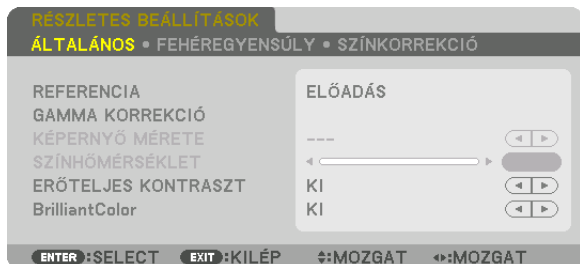 RÉSZLETES BEÁLLÍTÁSOK
ÁLTALÁNOS • FEHÉREGYENSÚLY • SZÍNKORREKCIÓ
REFERENCIA ELŐADÁS
GAMMA KORREKCIÓ
KÉPERNYŐ MÉRETE ---
SZÍNHŐMÉRSÉKLET
ERŐTELJES KONTRASZT KI
BrilliantColor KI
ENTER:SELECT EXIT:KILÉP :MOZGAT :MOZGAT